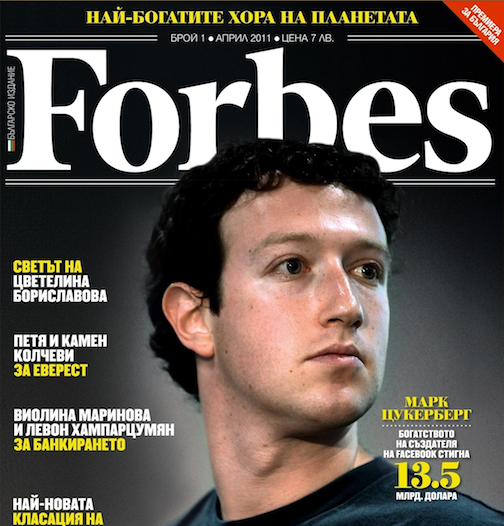 НАЙ-БОГАТИТЕ ХОРА НА ПЛАНЕТАТА
ПРЕМИЕРА
ЗА БЪЛГАРИЯ
БРОЙ 1 • АПРИЛ 2011 • ЦЕНА 7 ЛВ.
БЪЛГАРСКО ИЗДАНИЕ
Forbes
СВЕТЪТ НА
ЦВЕТЕЛИНА
БОРИСЛАВОВА
ПЕТЯ И КАМЕН
КОЛЧЕВИ
ЗА ЕВЕРЕСТ
ВИОЛИНА МАРИНОВА
И ЛЕВОН ХАМПАРЦУМЯН
ЗА БАНКИРАНЕТО
НАЙ-НОВАТА
КЛАСАЦИЯ НА
МАРК
ЦУКЕРБЕРГ
БОГАТСТВОТО
НА СЪЗДАТЕЛЯ
НА FACEBOOK СТИГНА
13.5
МЛРД. ДОЛАРА